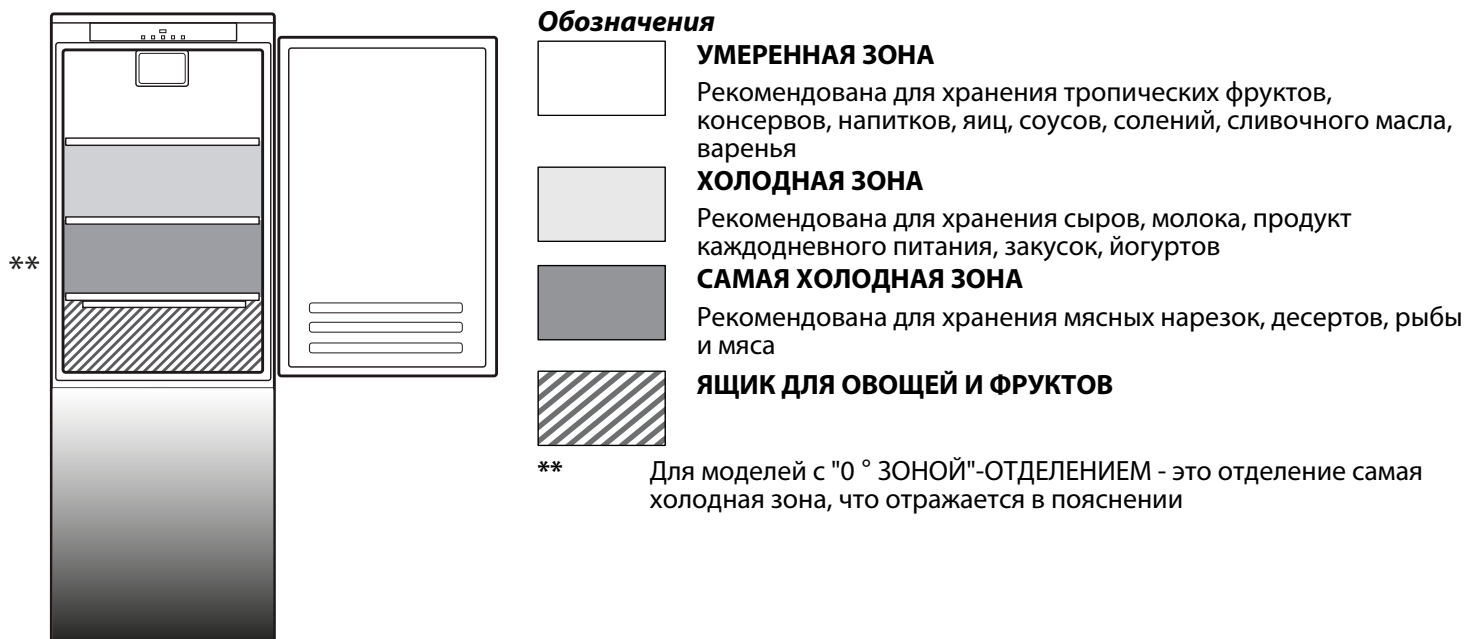 Обозначения
УМЕРЕННАЯ ЗОНА
Рекомендована для хранения тропических фруктов,
консервов, напитков, яиц, соусов, солений, сливочного масла,
варенья
ХОЛОДНАЯ ЗОНА
Рекомендована для хранения сыров, молока, продукт
каждодневного питания, закусок, йогуртов
САМАЯ ХОЛОДНАЯ ЗОНА
Рекомендована для хранения мясных нарезок, десертов, рыбы
и мяса
ЯЩИК ДЛЯ ОВОЩЕЙ И ФРУКТОВ
**
** Для моделей с "0 ° ЗОНОЙ"-ОТДЕЛЕНИЕМ - это отделение самая
холодная зона, что отражается в пояснении